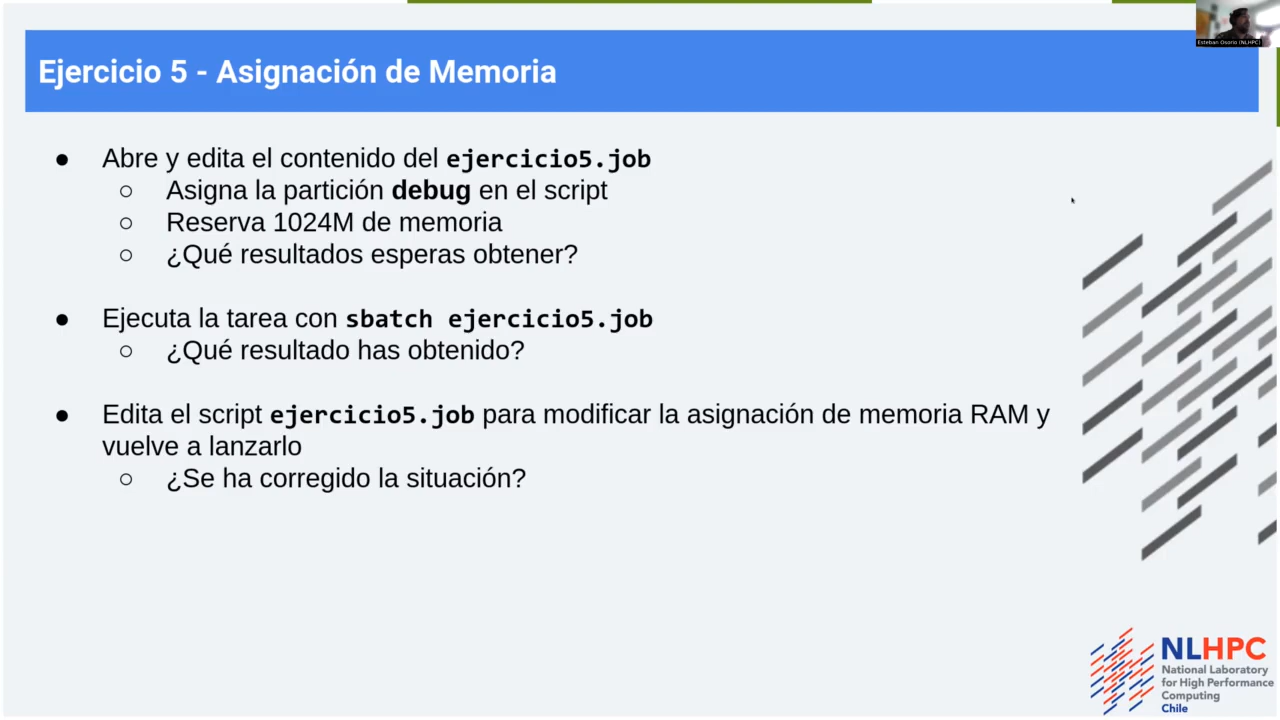 Esteban Osorio (NLHPC)
Ejercicio 5 - Asignación de Memoria
● Abre y edita el contenido del ejercicio5.job
○ Asigna la partición debug en el script
○ Reserva 1024M de memoria
○ ¿Qué resultados esperas obtener?
● Ejecuta la tarea con sbatch ejercicio5.job
○ ¿Qué resultado has obtenido?
● Edita el script ejercicio5.job para modificar la asignación de memoria RAM y
vuelve a lanzarlo
○ ¿Se ha corregido la situación?
NLHPC
National Laboratory
for High Performance
Computing
Chile